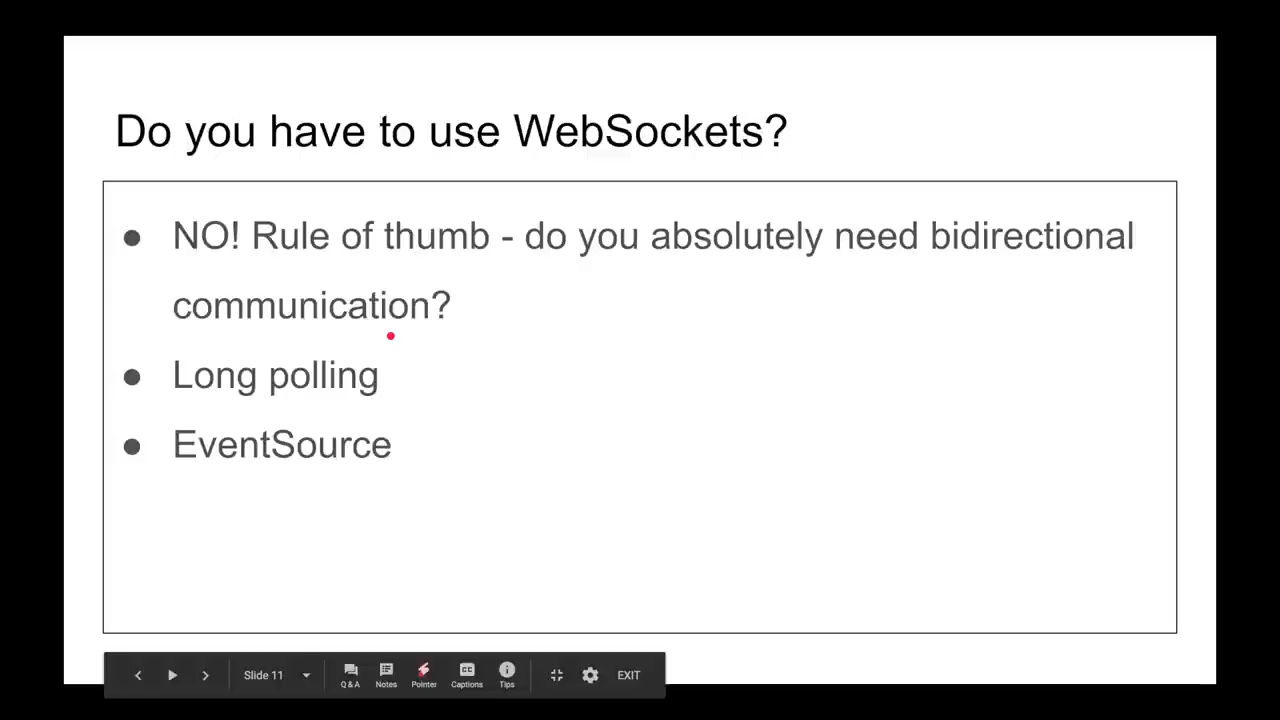 Do you have to use WebSockets?
● NO! Rule of thumb - do you absolutely need bidirectional
communication?
● Long polling
● EventSource
Slide 11
Q & A
Notes
Pointer
Captions
Tips
EXIT